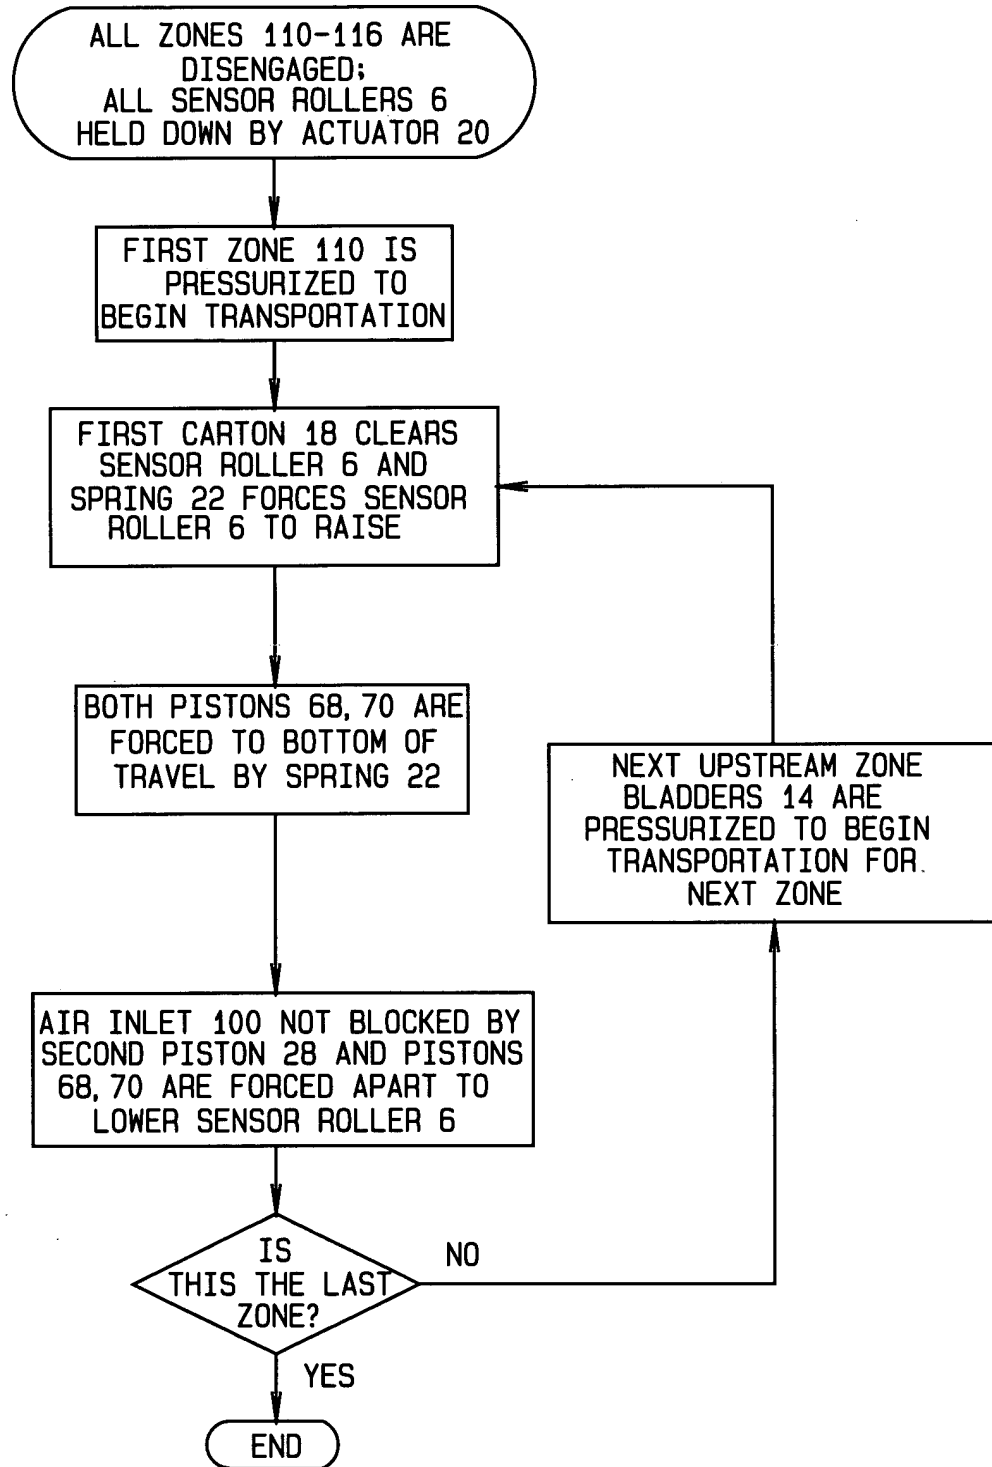 ALL ZONES 110-116 ARE
DISENGAGED;
ALL SENSOR ROLLERS 6
HELD DOWN BY ACTUATOR 20
FIRST ZONE 110 IS
PRESSURIZED TO
BEGIN TRANSPORTATION
FIRST CARTON 18 CLEARS
SENSOR ROLLER 6 AND
SPRING 22 FORCES SENSOR
ROLLER 6 TO RAISE
BOTH PISTONS 68, 70 ARE
FORCED TO BOTTOM OF
TRAVEL BY SPRING 22
NEXT UPSTREAM ZONE
BLADDERS 14 ARE
PRESSURIZED TO BEGIN
TRANSPORTATION FOR
NEXT ZONE
AIR INLET 100 NOT BLOCKED BY
SECOND PISTON 28 AND PISTONS
68, 70 ARE FORCED APART TO
LOWER SENSOR ROLLER 6
IS
THIS THE LAST
ZONE?
NO
YES
END